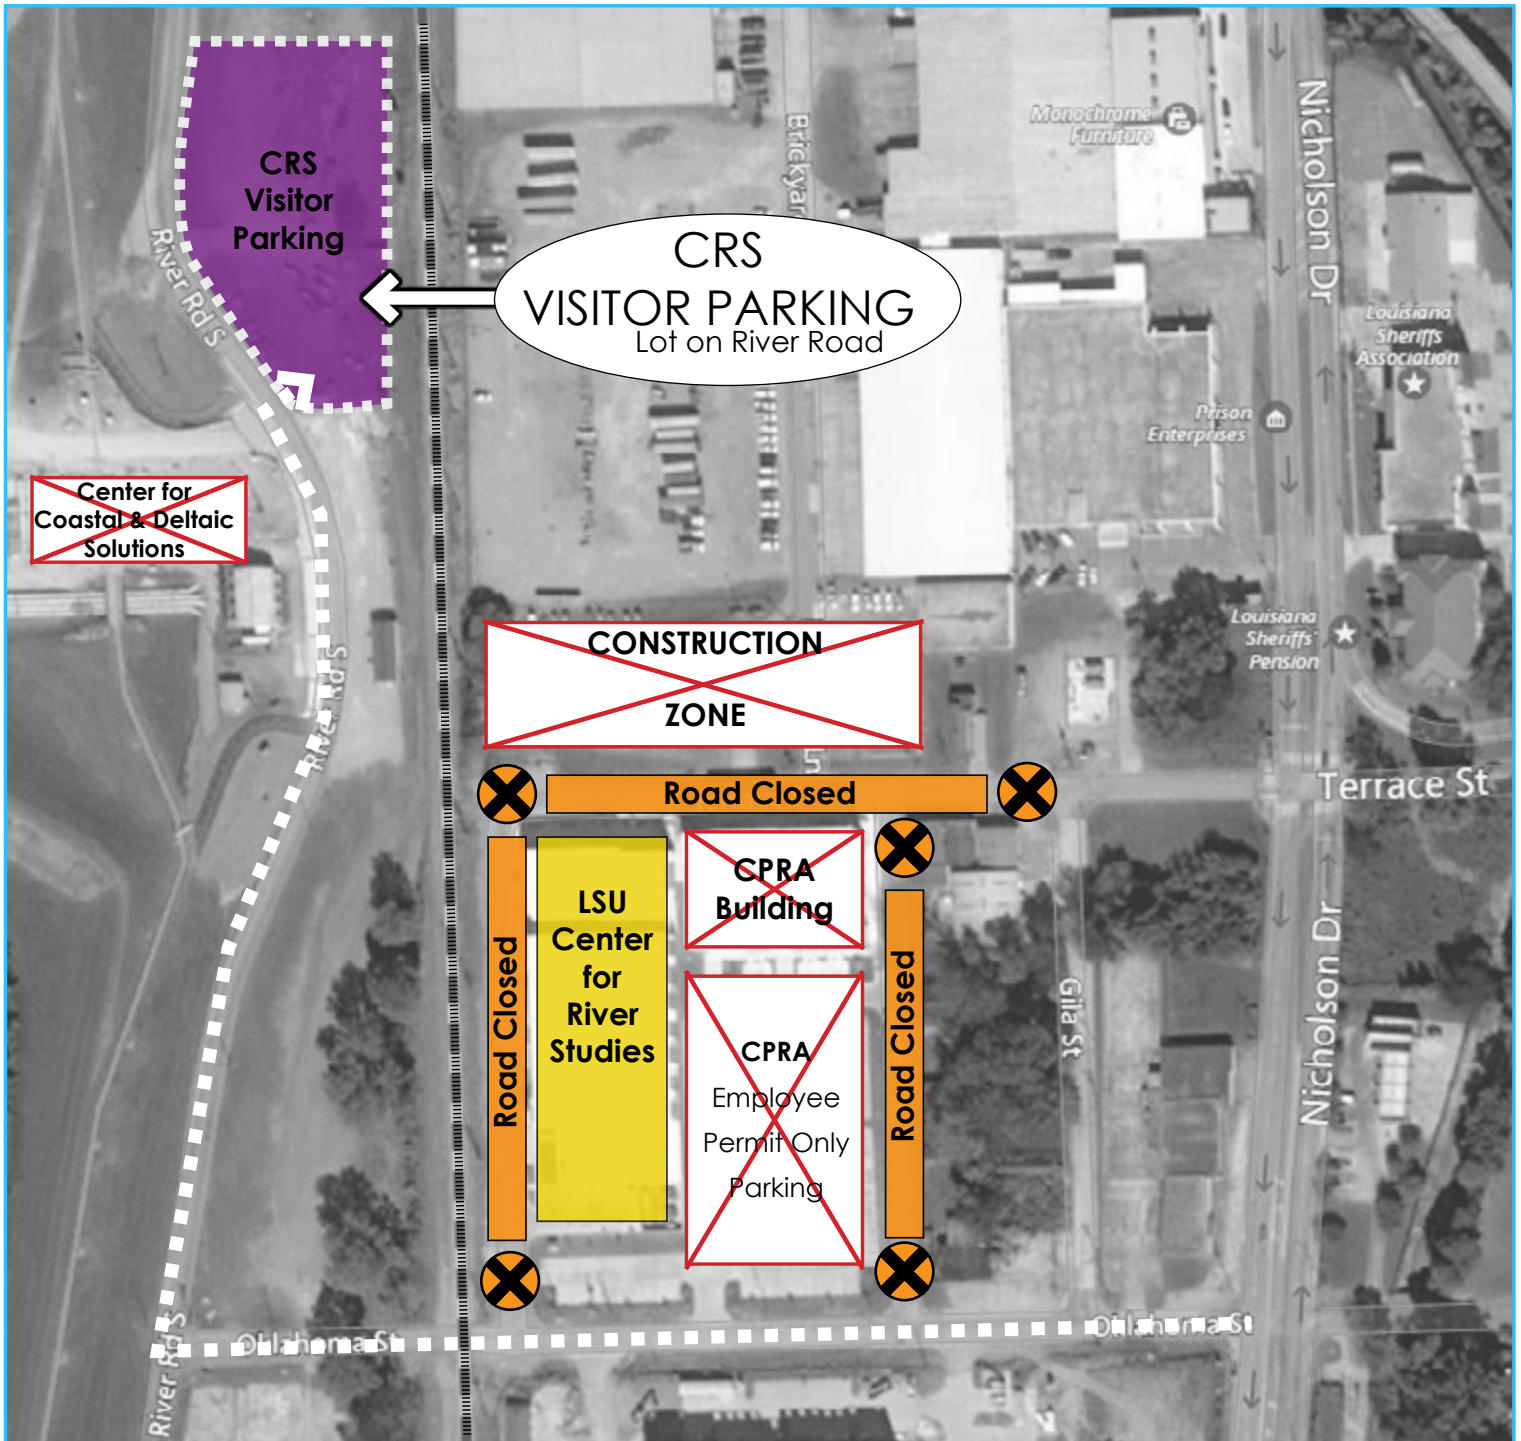 CRS
Visitor
Parking
CRS
VISITOR PARKING
Lot on River Road
Brickyar
Monochrome
Furniture
Nicholson Dr
Louisiana
Sheriffs
Association
Prison
Enterprises
River Rd S
Center for
Coastal & Deltaic
Solutions
Louisiana
Sheriffs'
Pension
CONSTRUCTION
ZONE
River Rd S
Ln
Road Closed
Terrace St
LSU
Center
for
River
Studies
CPRA
Building
Road Closed
Road Closed
CPRA
Employee
Permit Only
Parking
Gila St
Nicholson Dr
Oklahoma St
Oklahoma St
River Rd S